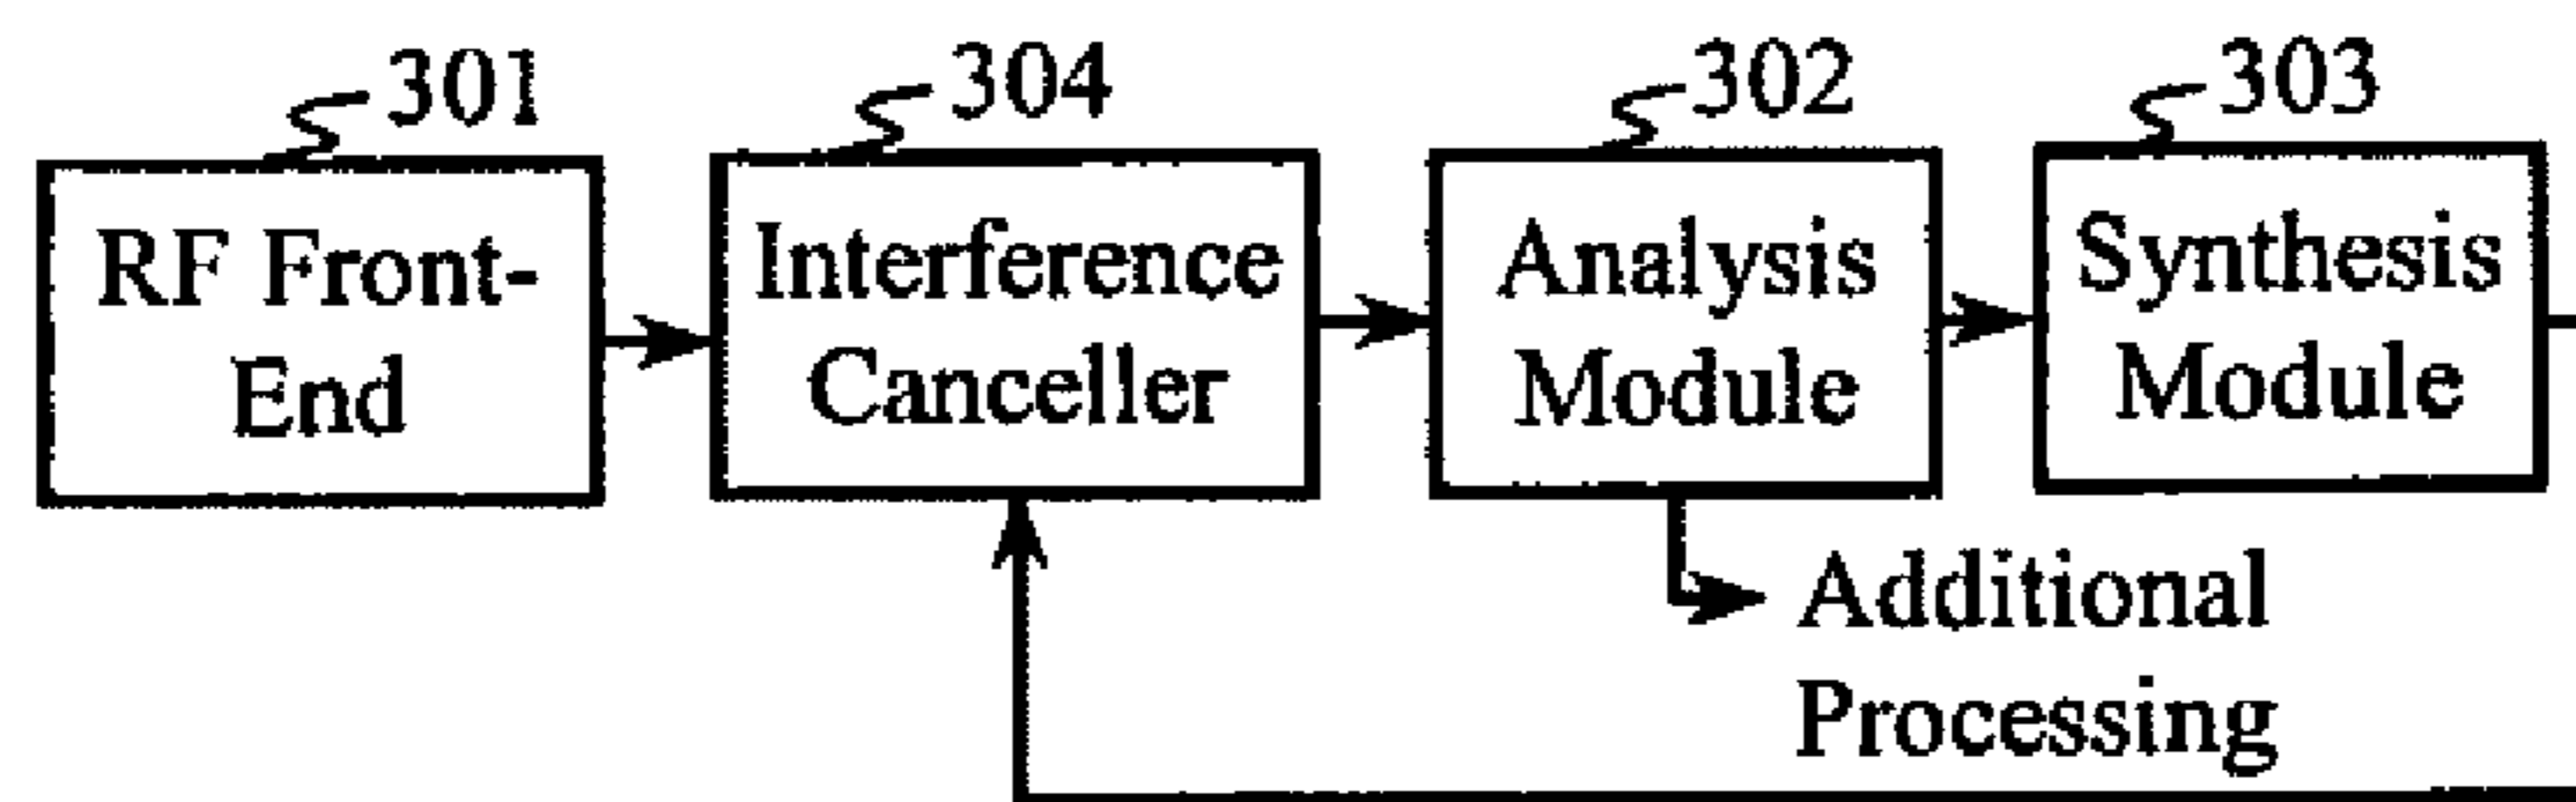 301
304
302
303
RF Front-
End
Interference
Canceller
Analysis
Module
Synthesis
Module
Additional
Processing